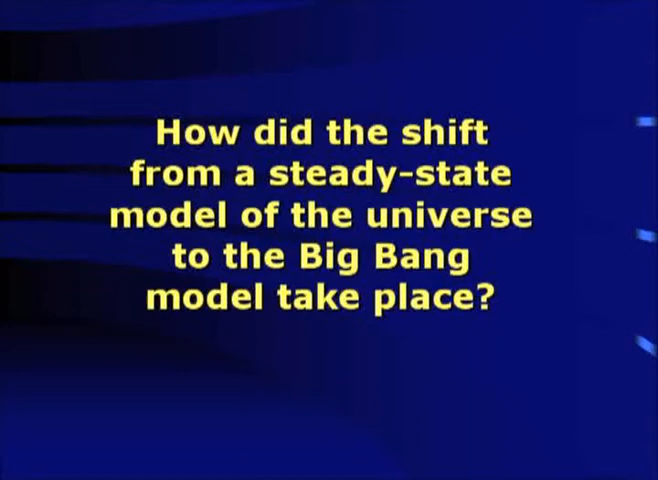 How did the shift
from a steady-state
model of the universe
to the Big Bang
model take place?